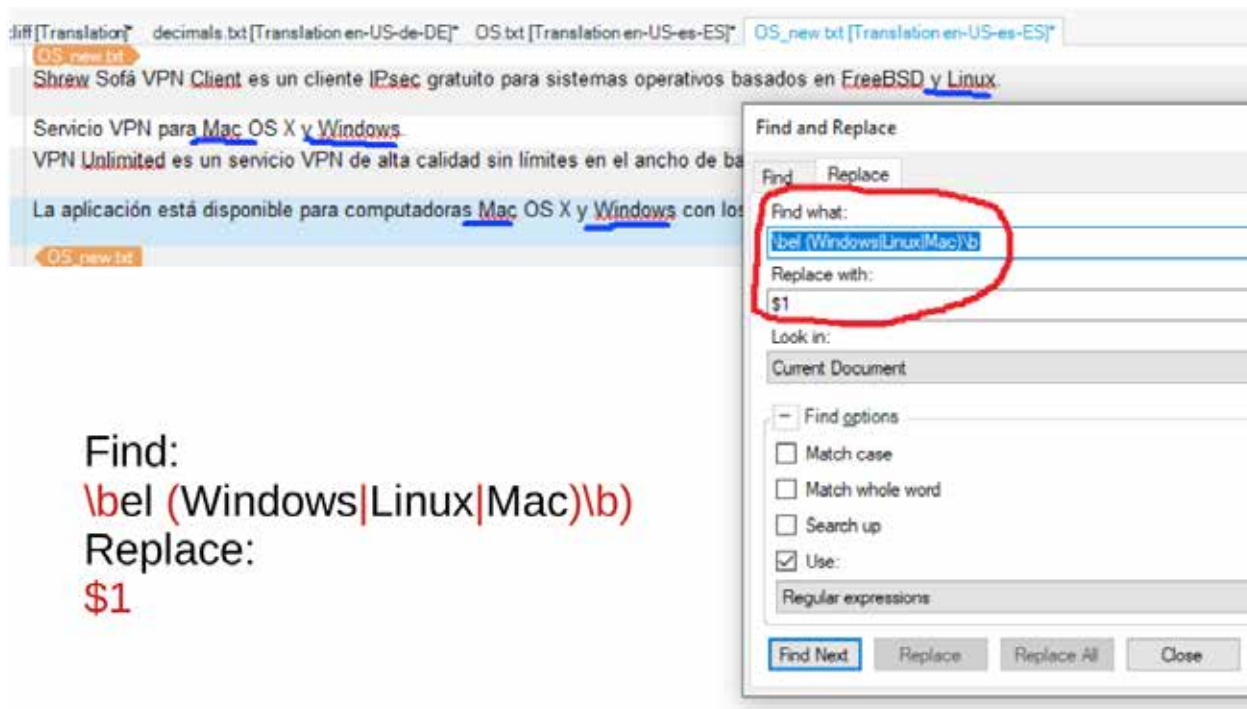 :liff [Translation]* decimals.txt [Translation en-US-de-DE]* OS.txt [Translation en-US-es-ES]* OS_new.txt [Translation en-US-es-ES]*
OS_new.txt
Shrew Sofá VPN Client es un cliente IPsec gratuito para sistemas operativos basados en FreeBSD y Linux.
Servicio VPN para Mac OS X y Windows.
VPN Unlimited es un servicio VPN de alta calidad sin límites en el ancho de ba
La aplicación está disponible para computadoras Mac OS X y Windows con los
OS_new.txt
Find and Replace
Find Replace
Find what:
\bel (Windows|Linux|Mac)\b
Replace with:
$1
Look in:
Current Document
− Find options
Match case
Match whole word
Search up
Use:
Regular expressions
Find Next Replace Replace All Close
Find:
\bel (Windows|Linux|Mac)\b)
Replace:
$1